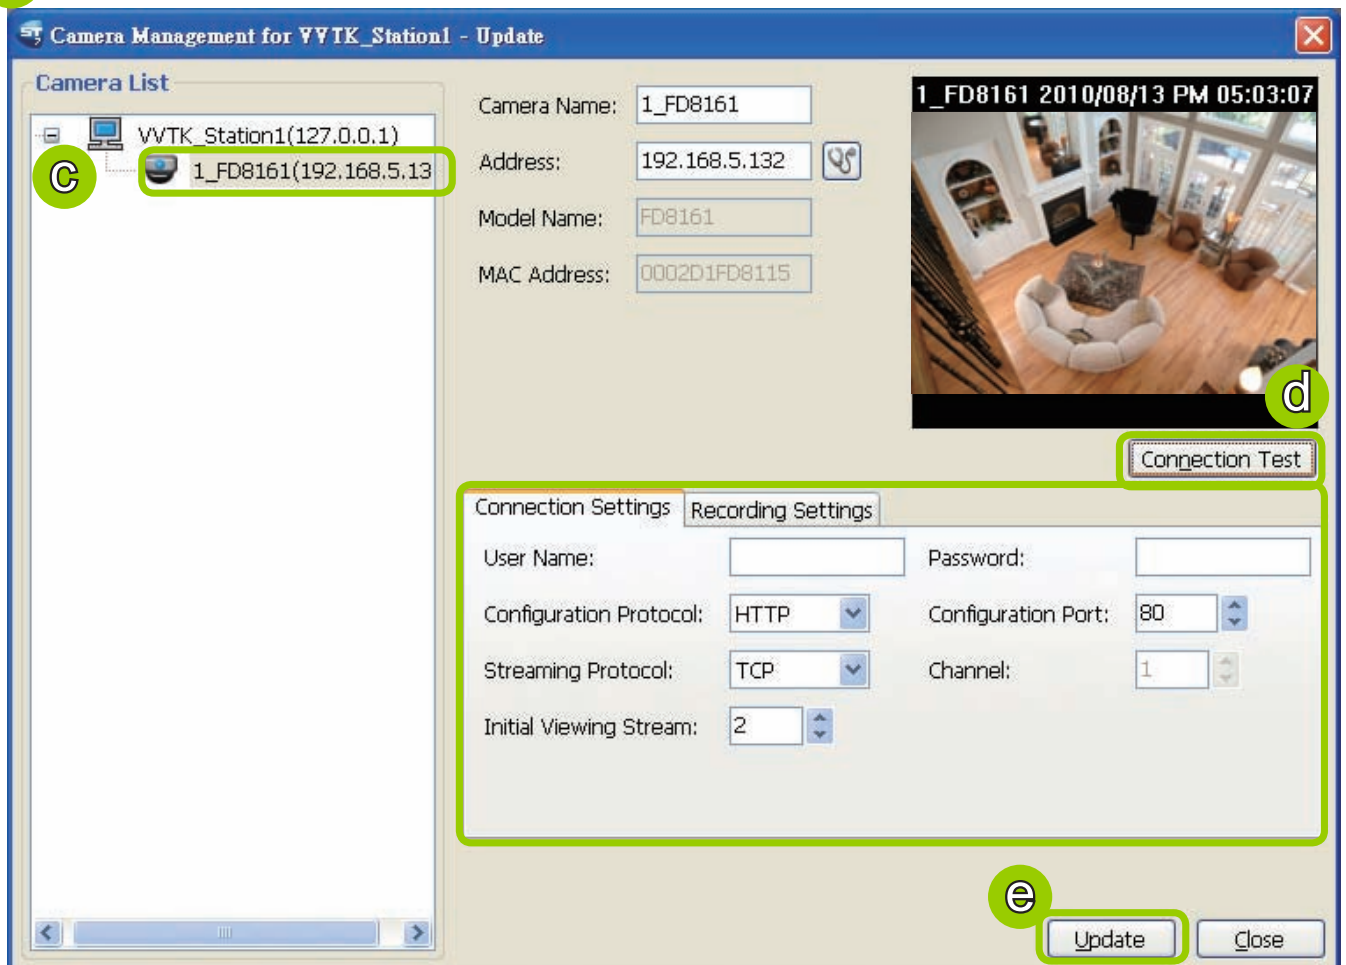 Camera Management for VVTK_Station1 - Update
Camera List
VVTK_Station1(127.0.0.1)
c
1_FD8161(192.168.5.13
Camera Name: 1_FD8161
Address: 192.168.5.132
Model Name: FD8161
MAC Address: 0002D1FD8115
1_FD8161 2010/08/13 PM 05:03:07
d
Connection Test
Connection Settings Recording Settings
User Name: Password:
Configuration Protocol: HTTP Configuration Port: 80
Streaming Protocol: TCP Channel: 1
Initial Viewing Stream: 2
e
Update Close